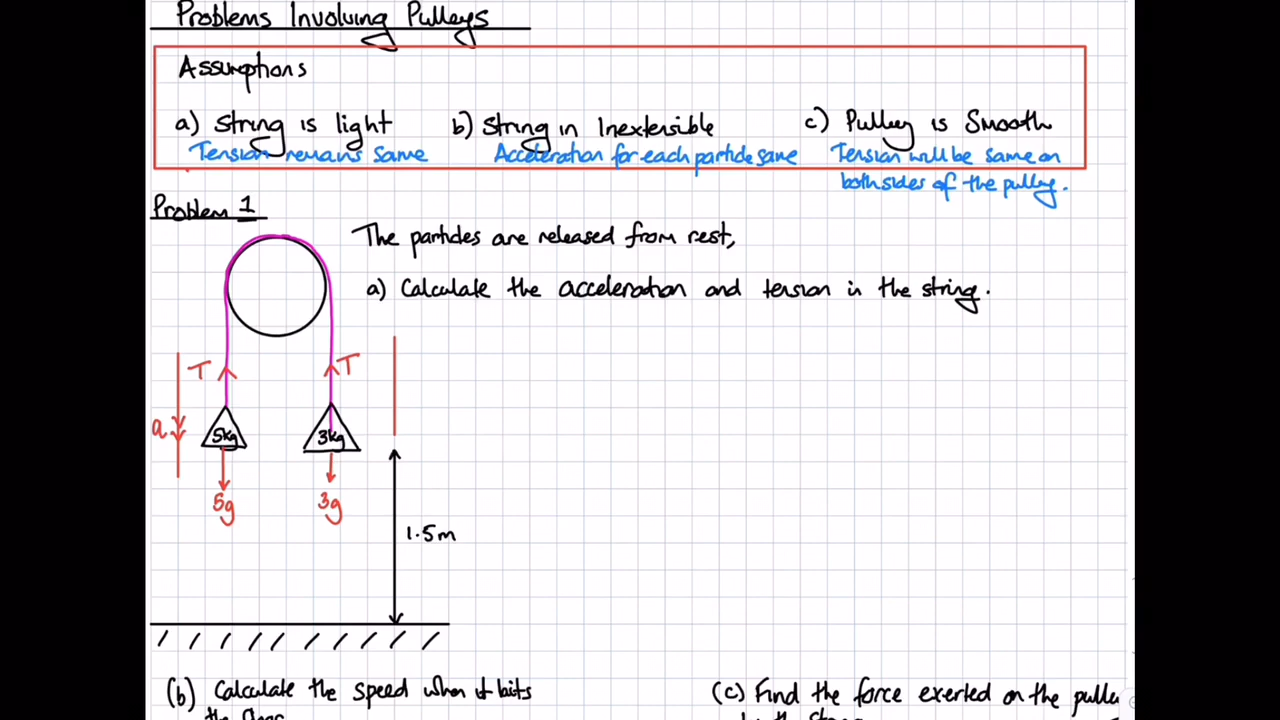 Problems Involving Pulleys
Assumptions
a) String is light
b) String in Inextensible
c) Pulley is Smooth
Tension remains same
Acceleration for each particle same
Tension will be same on
both sides of the pulley.
Problem 1
The particles are released from rest,
a) Calculate the acceleration and tension in the string.
T
T
a
5kg
3kg
5g
3g
1.5m
(b) Calculate the speed when it hits
(c) Find the force exerted on the pulle